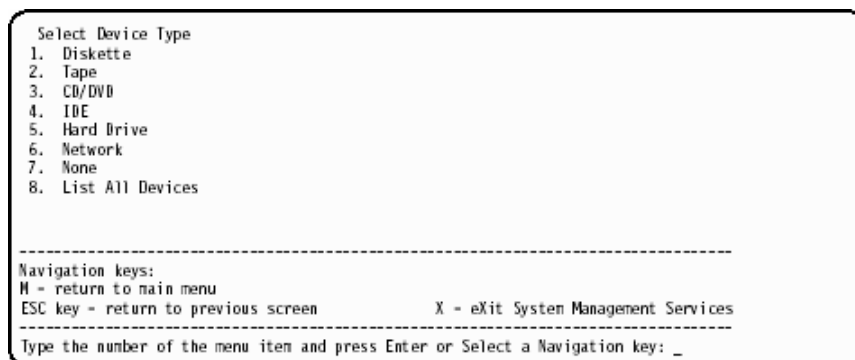 Select Device Type
1. Diskette
2. Tape
3. CD/DVD
4. IDE
5. Hard Drive
6. Network
7. None
8. List All Devices
--------------------------------------------------------------------------------
Navigation keys:
M - return to main menu
ESC key - return to previous screen X - eXit System Management Services
--------------------------------------------------------------------------------
Type the number of the menu item and press Enter or Select a Navigation key: _